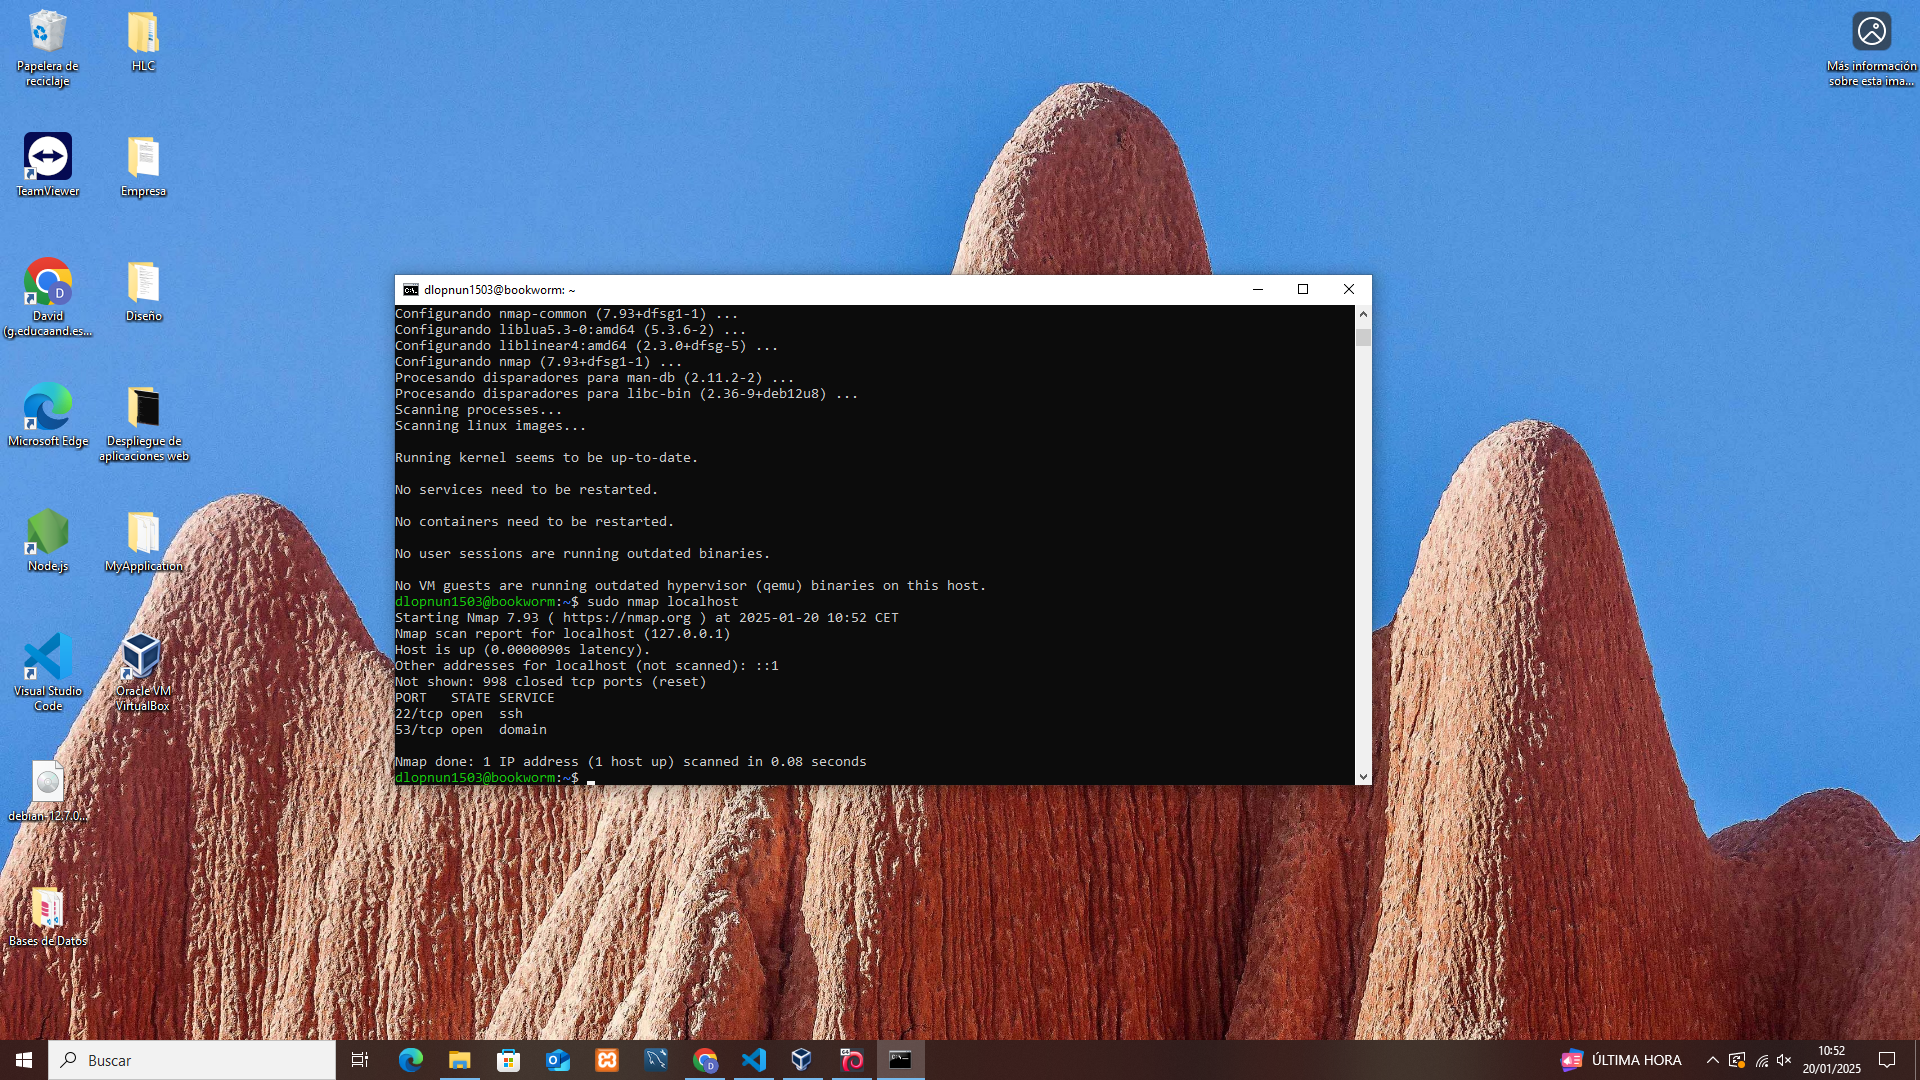 Papelera de
reciclaje
HLC
TeamViewer
Empresa
David
(g.educaand.es...
Diseño
Microsoft Edge
Despliegue de
aplicaciones web
Node.js
MyApplication
Visual Studio
Code
Oracle VM
VirtualBox
debian-12.7.0...
Bases de Datos
Más información
sobre esta ima...
dlopnun1503@bookworm: ~
Configurando nmap-common (7.93+dfsg1-1) ...
Configurando liblua5.3-0:amd64 (5.3.6-2) ...
Configurando liblinear4:amd64 (2.3.0+dfsg-5) ...
Configurando nmap (7.93+dfsg1-1) ...
Procesando disparadores para man-db (2.11.2-2) ...
Procesando disparadores para libc-bin (2.36-9+deb12u8) ...
Scanning processes...
Scanning linux images...
Running kernel seems to be up-to-date.
No services need to be restarted.
No containers need to be restarted.
No user sessions are running outdated binaries.
No VM guests are running outdated hypervisor (qemu) binaries on this host.
dlopnun1503@bookworm:~$ sudo nmap localhost
Starting Nmap 7.93 ( https://nmap.org ) at 2025-01-20 10:52 CET
Nmap scan report for localhost (127.0.0.1)
Host is up (0.0000090s latency).
Other addresses for localhost (not scanned): ::1
Not shown: 998 closed tcp ports (reset)
PORT   STATE SERVICE
22/tcp open  ssh
53/tcp open  domain
Nmap done: 1 IP address (1 host up) scanned in 0.08 seconds
dlopnun1503@bookworm:~$
Buscar
ÚLTIMA HORA
10:52
20/01/2025